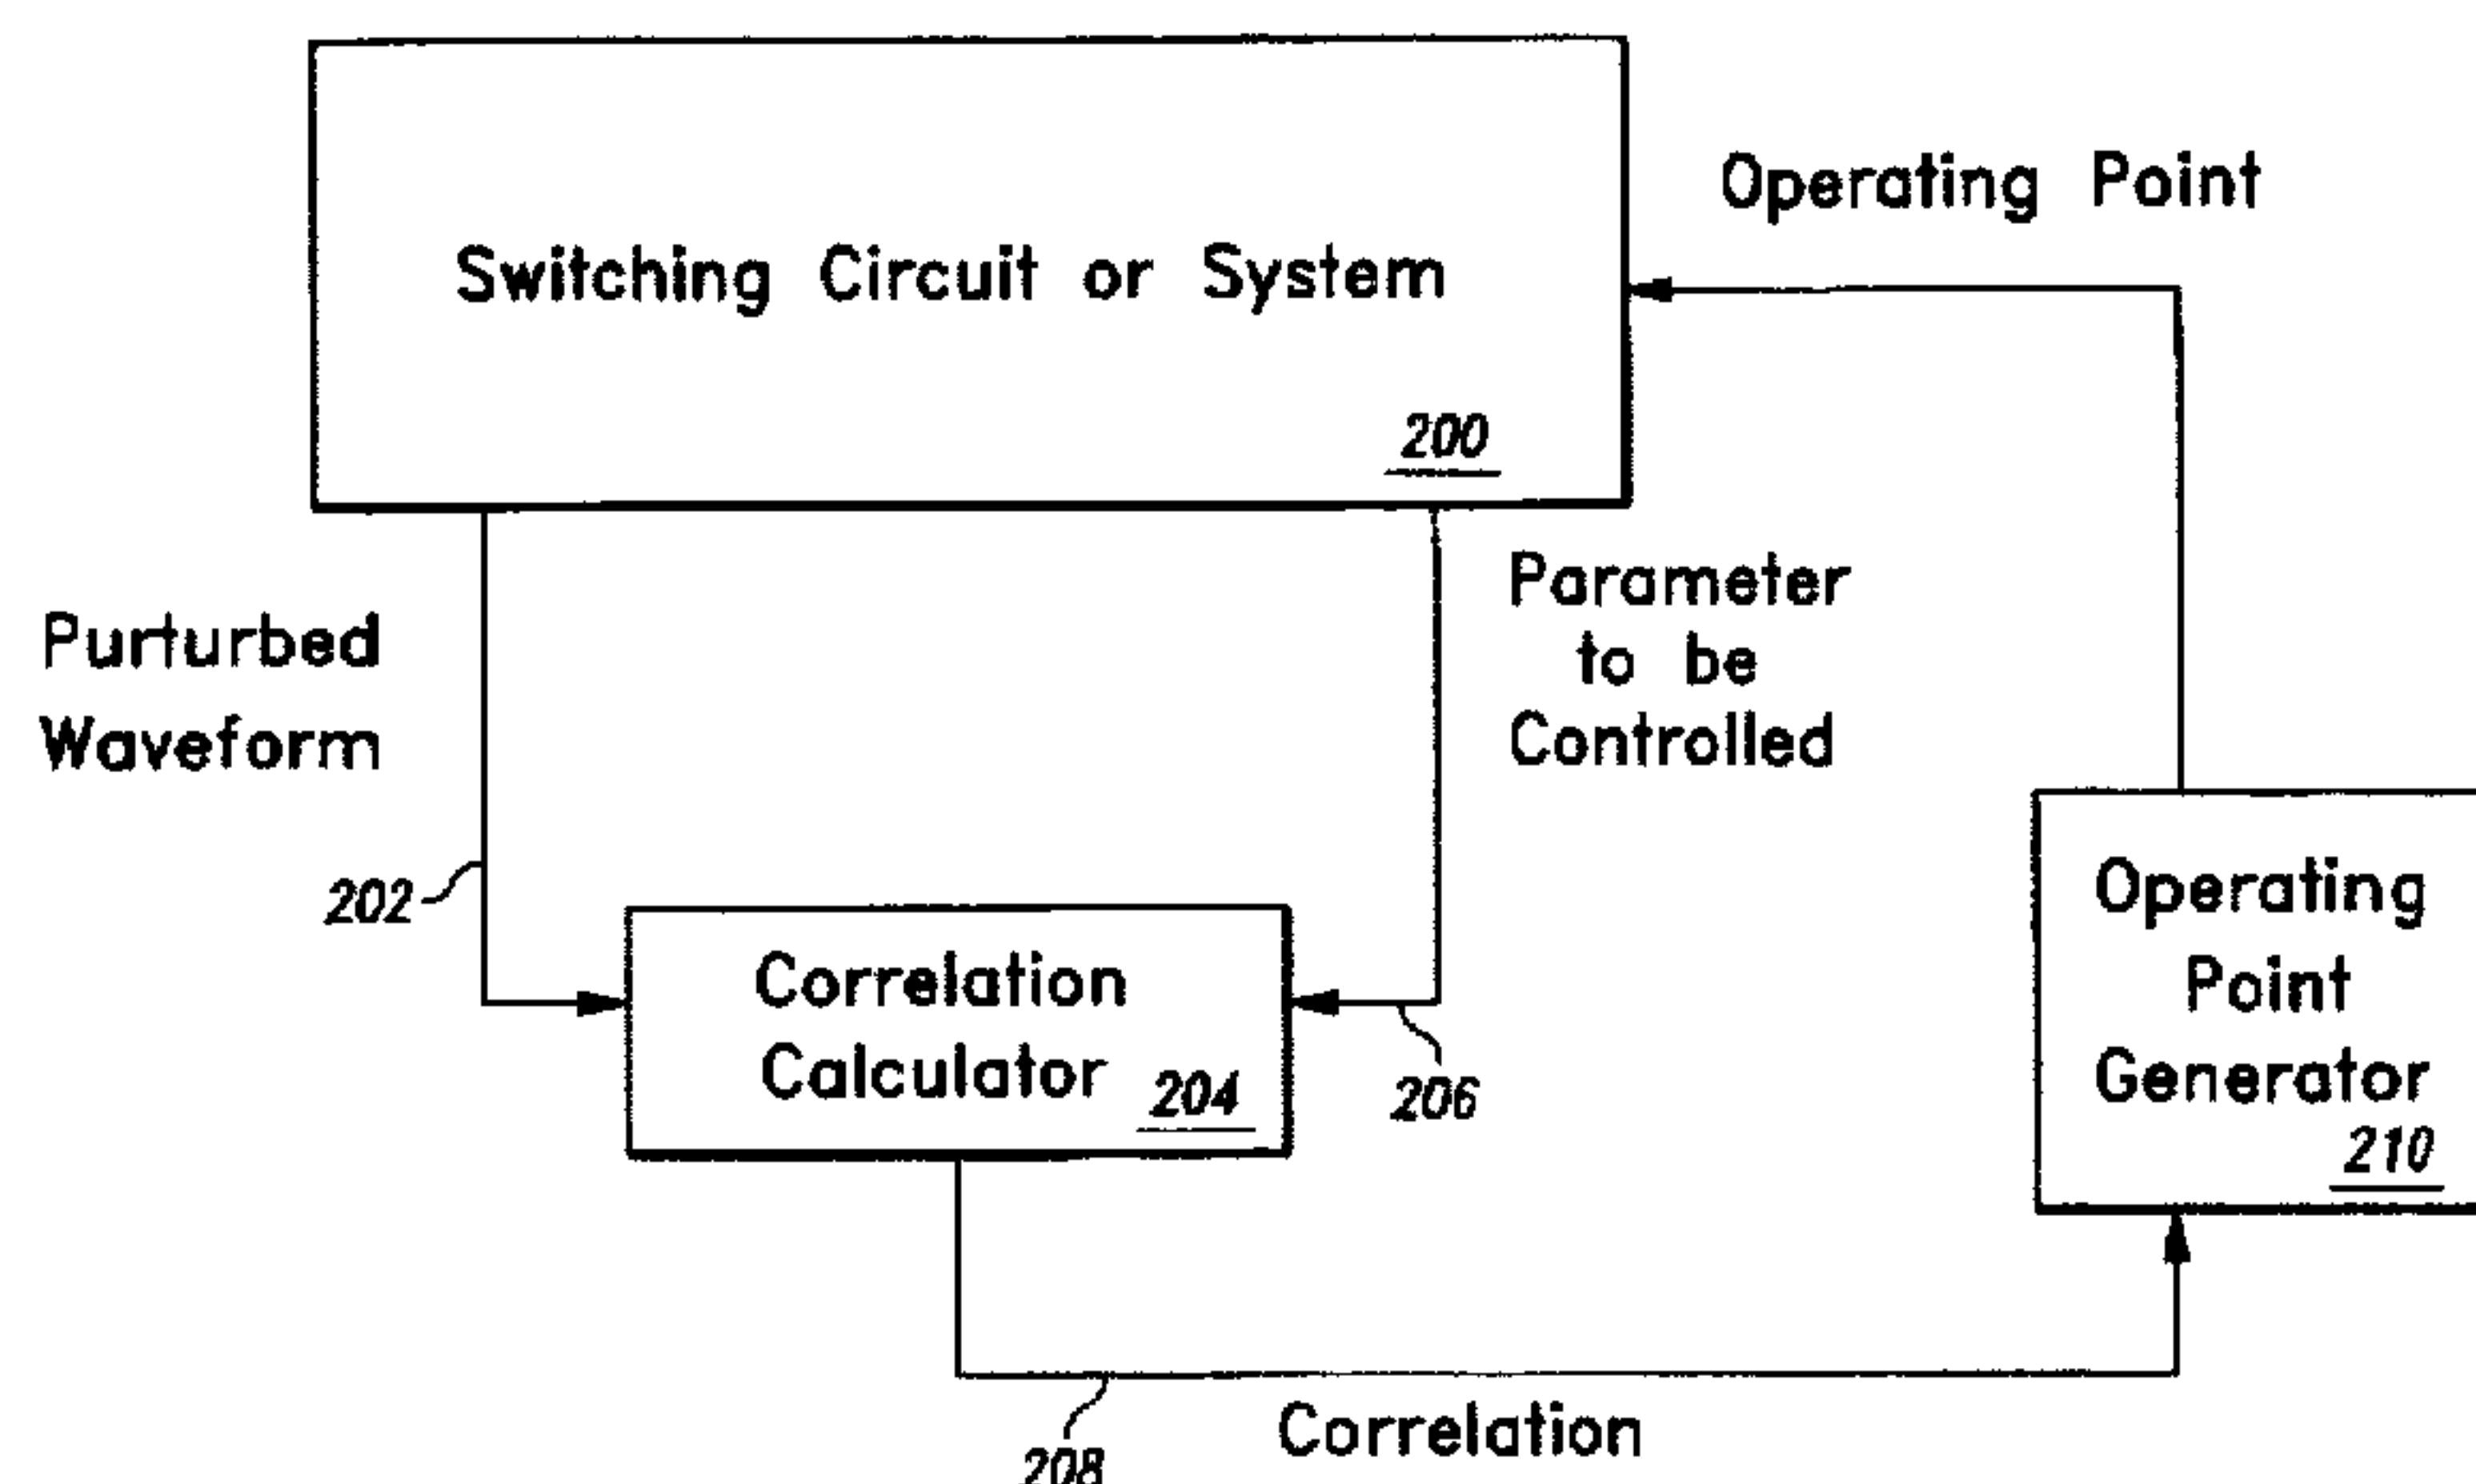 Switching Circuit or System
200
Operating Point
Purturbed
Waveform
Parameter
to be
Controlled
202
Correlation
Calculator
204
206
Operating
Point
Generator
210
208
Correlation